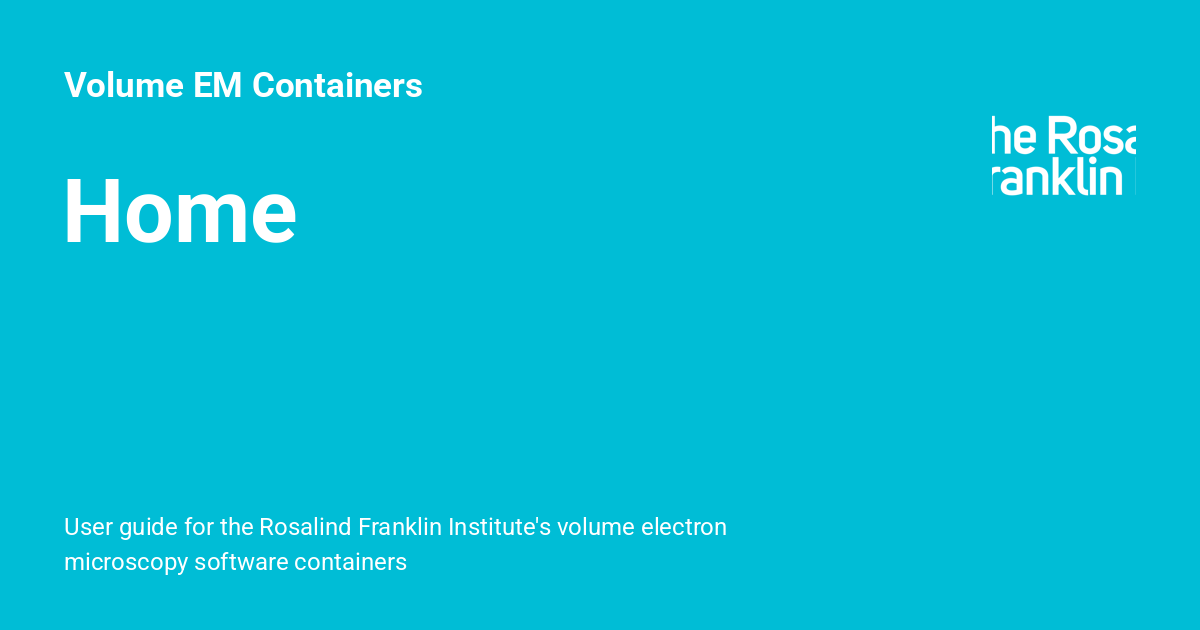 Volume EM Containers
he Rosa
ranklin
Home
User guide for the Rosalind Franklin Institute's volume electron
microscopy software containers